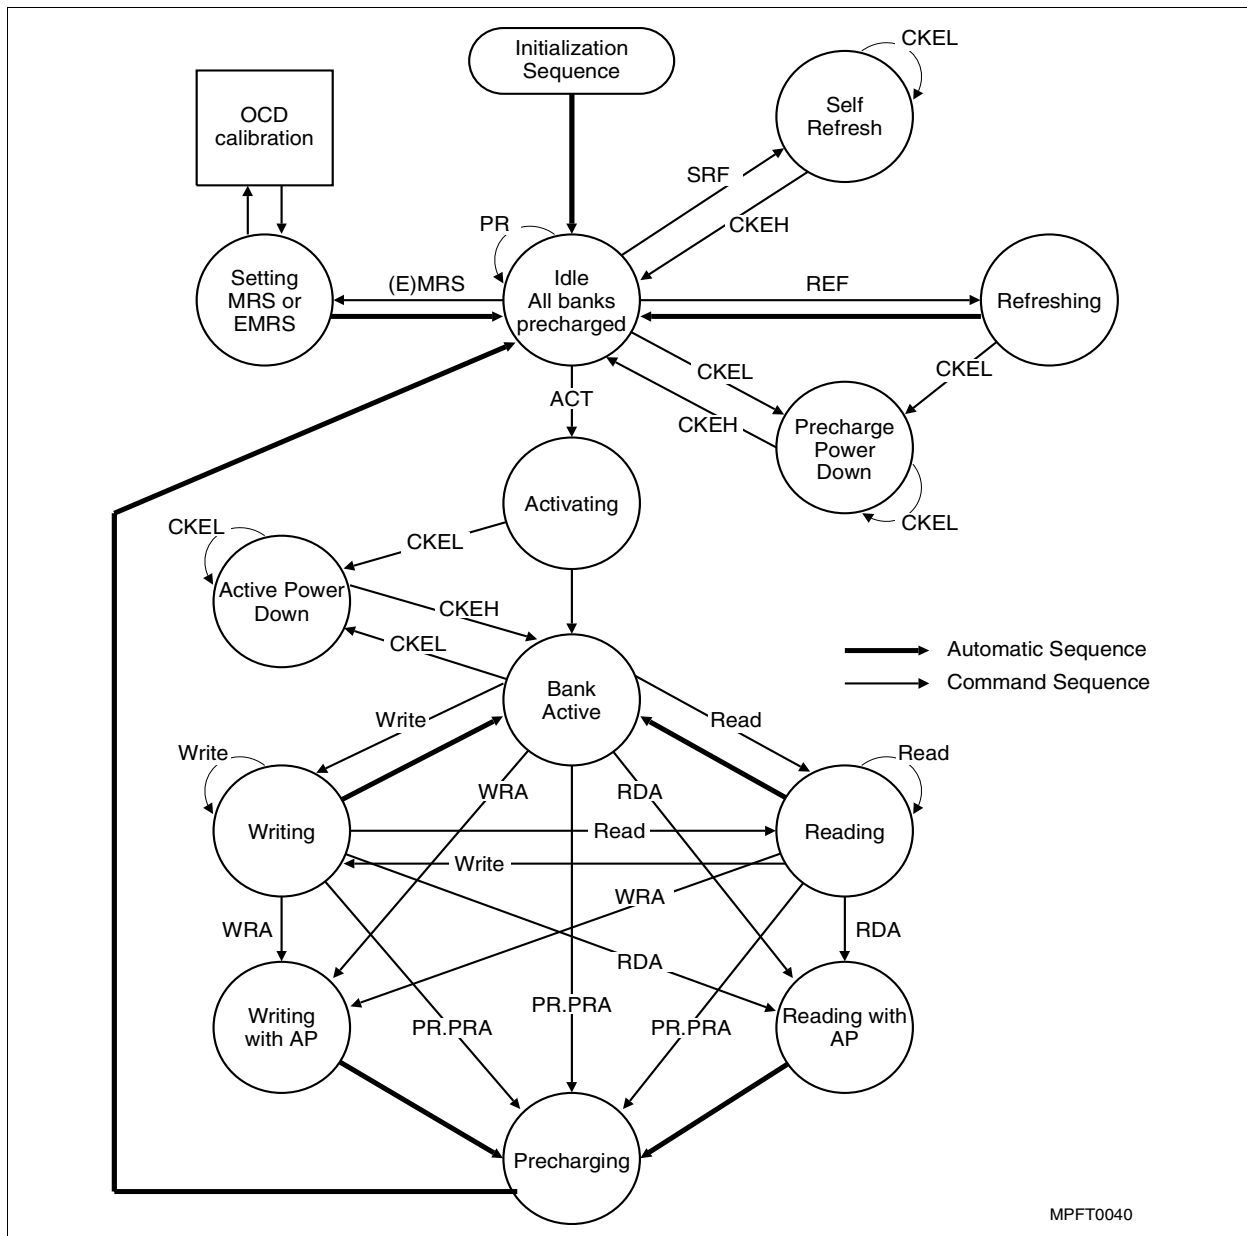 Initialization
Sequence
CKEL
Self
Refresh
OCD
calibration
SRF
CKEH
PR
Setting
MRS or
EMRS
(E)MRS
Idle
All banks
precharged
REF
Refreshing
CKEL
CKEL
CKEH
ACT
Precharge
Power
Down
CKEL
Activating
CKEL
CKEL
Active Power
Down
CKEH
CKEL
Automatic Sequence
Command Sequence
Bank
Active
Write
Read
Write
Read
WRA
RDA
Writing
Read
Reading
Write
WRA
WRA
RDA
RDA
Writing
with AP
PR.PRA
PR.PRA
PR.PRA
Reading with
AP
Precharging
MPFT0040